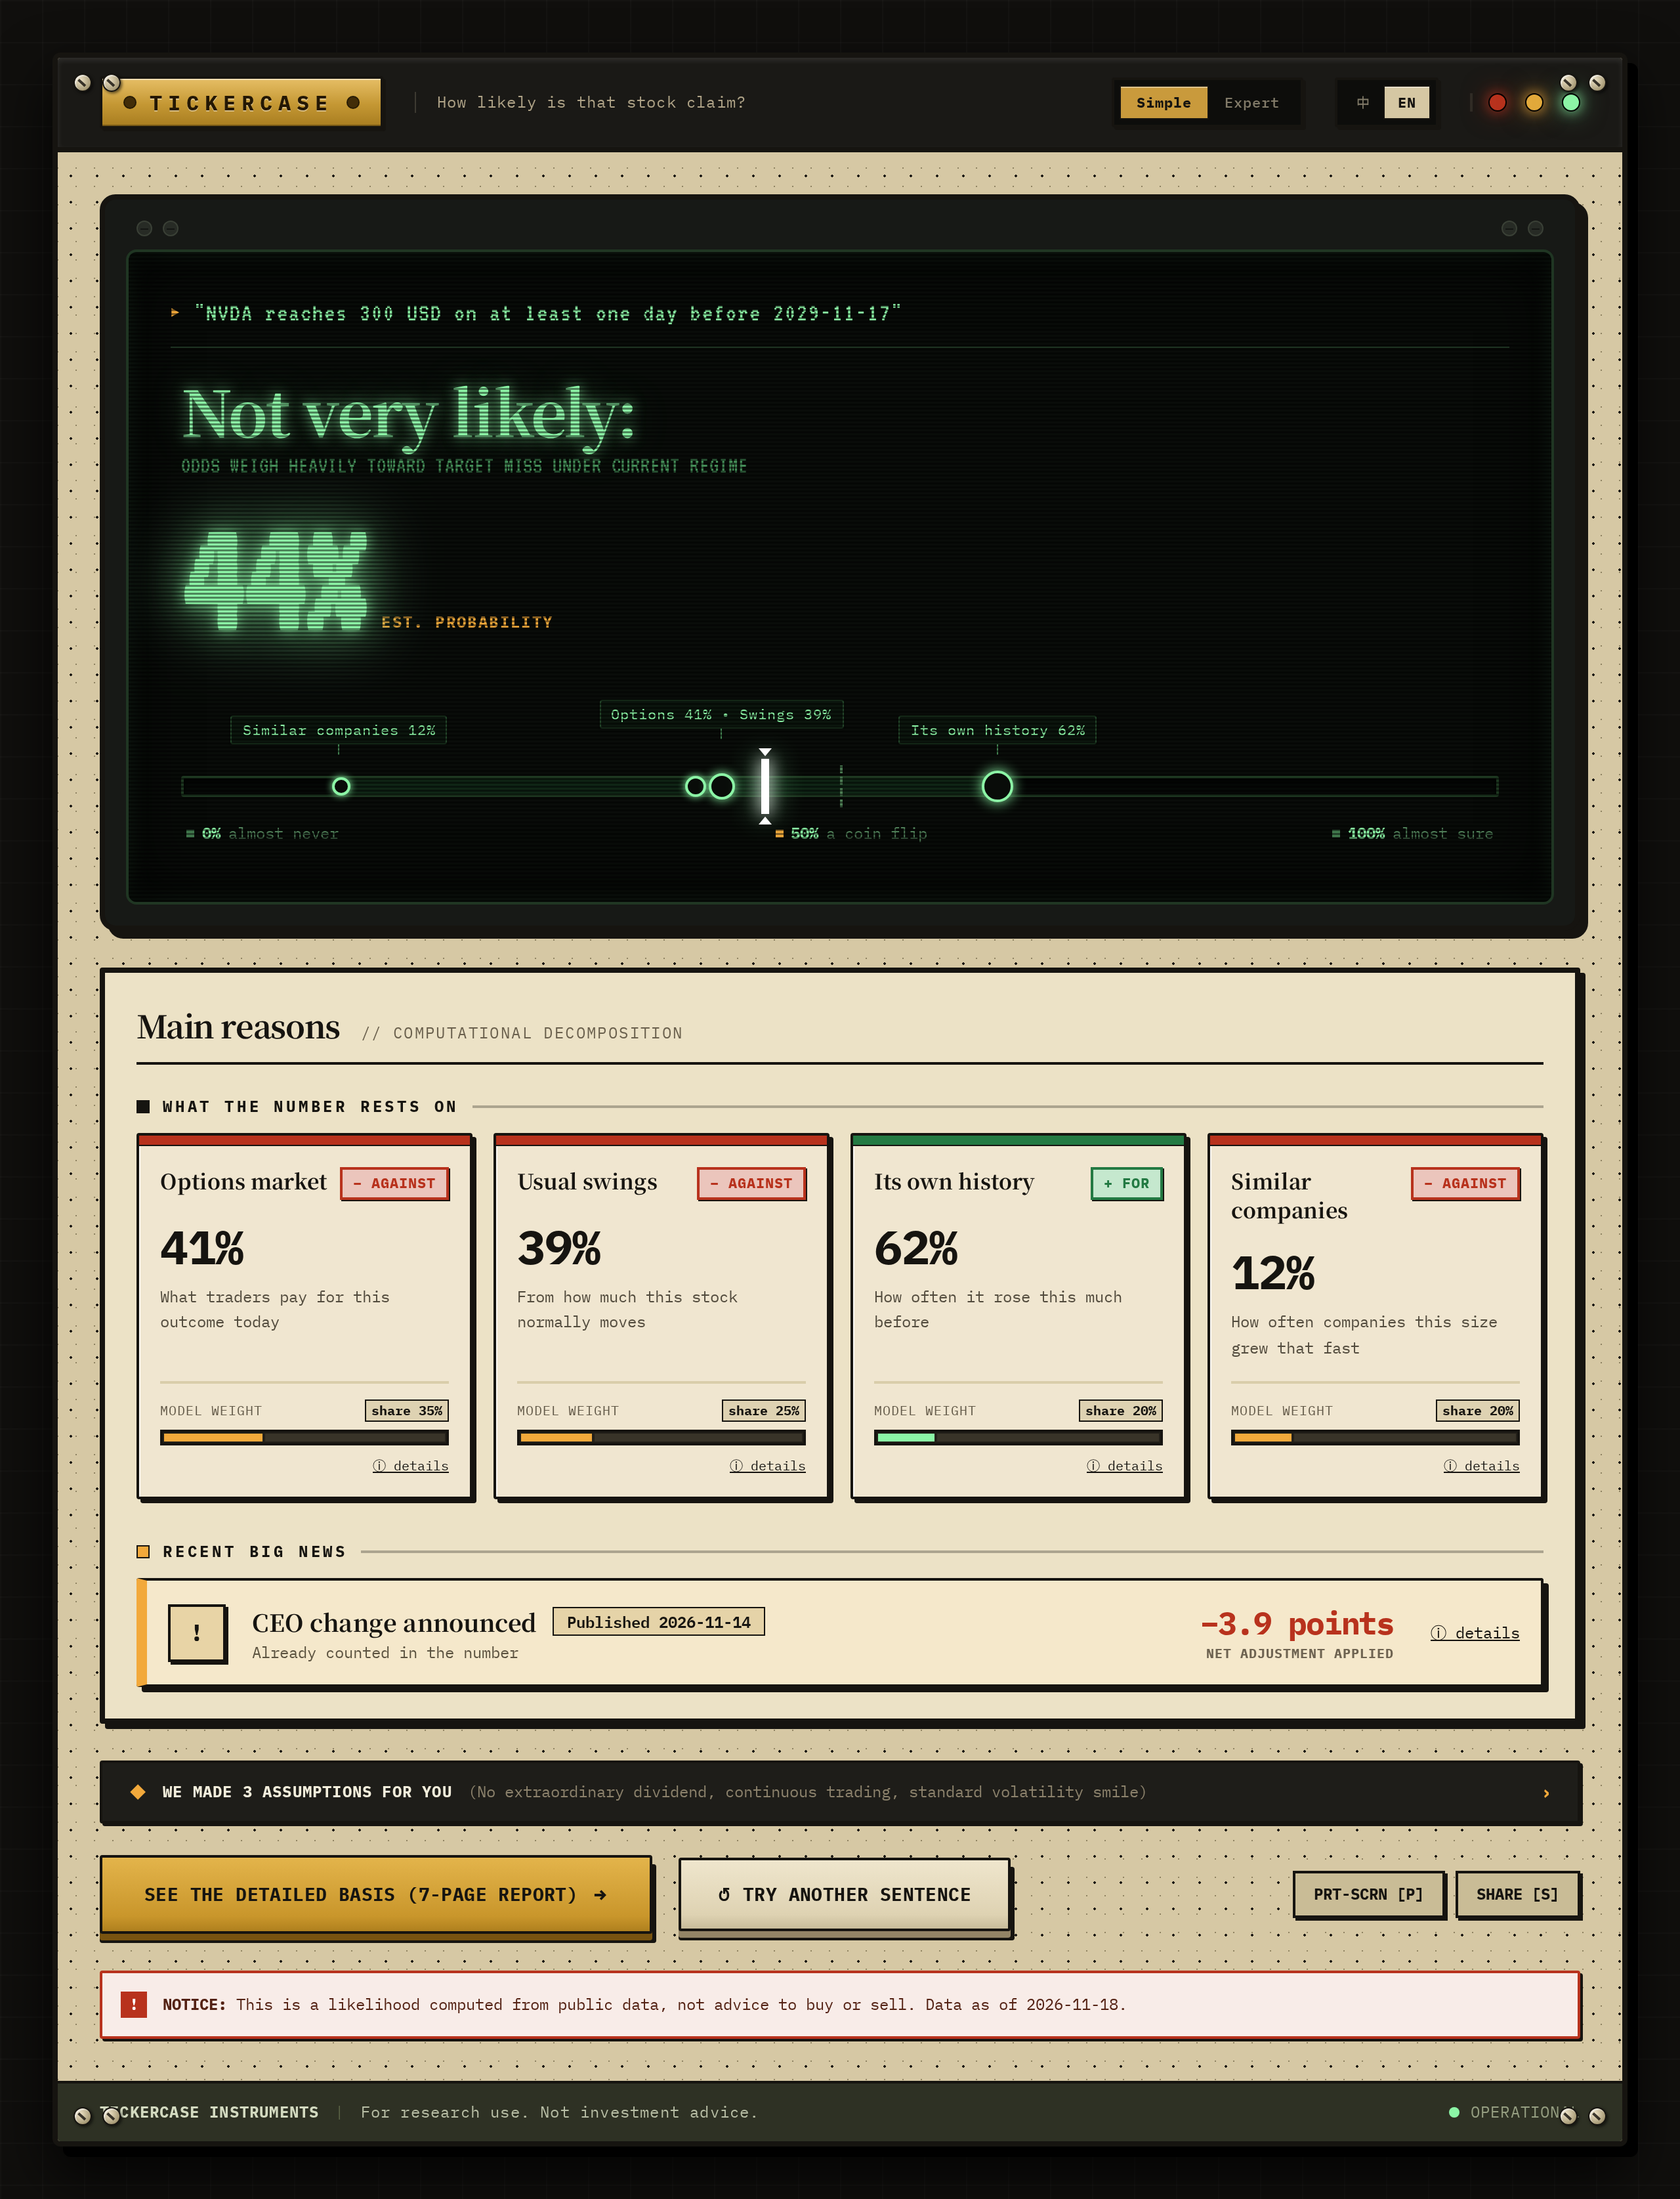 TICKERCASE
How likely is that stock claim?
Simple Expert
中 EN
"NVDA reaches 300 USD on at least one day before 2029-11-17"
Not very likely:
ODDS WEIGH HEAVILY TOWARD TARGET MISS UNDER CURRENT REGIME
44% EST. PROBABILITY
Similar companies 12%
Options 41% · Swings 39%
Its own history 62%
0% almost never
50% a coin flip
100% almost sure
Main reasons // COMPUTATIONAL DECOMPOSITION
WHAT THE NUMBER RESTS ON
Options market
− AGAINST
41%
What traders pay for this
outcome today
MODEL WEIGHT share 35%
ⓘ details
Usual swings
− AGAINST
39%
From how much this stock
normally moves
MODEL WEIGHT share 25%
ⓘ details
Its own history
+ FOR
62%
How often it rose this much
before
MODEL WEIGHT share 20%
ⓘ details
Similar
companies
− AGAINST
12%
How often companies this size
grew that fast
MODEL WEIGHT share 20%
ⓘ details
RECENT BIG NEWS
!
CEO change announced
Published 2026-11-14
Already counted in the number
−3.9 points
NET ADJUSTMENT APPLIED
ⓘ details
WE MADE 3 ASSUMPTIONS FOR YOU (No extraordinary dividend, continuous trading, standard volatility smile) ›
SEE THE DETAILED BASIS (7-PAGE REPORT) →
↺ TRY ANOTHER SENTENCE
PRT-SCRN [P]
SHARE [S]
! NOTICE: This is a likelihood computed from public data, not advice to buy or sell. Data as of 2026-11-18.
TICKERCASE INSTRUMENTS | For research use. Not investment advice.